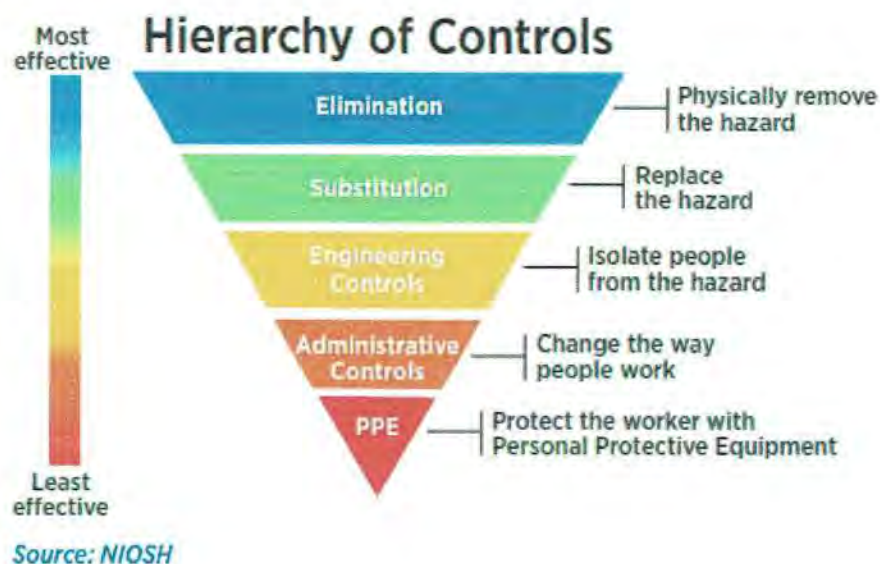 Hierarchy of Controls
Most
effective
Elimination
Physically remove
the hazard
Substitution
Replace
the hazard
Engineering
Controls
Isolate people
from the hazard
Administrative
Controls
Change the way
people work
PPE
Protect the worker with
Personal Protective Equipment
Least
effective
Source: NIOSH